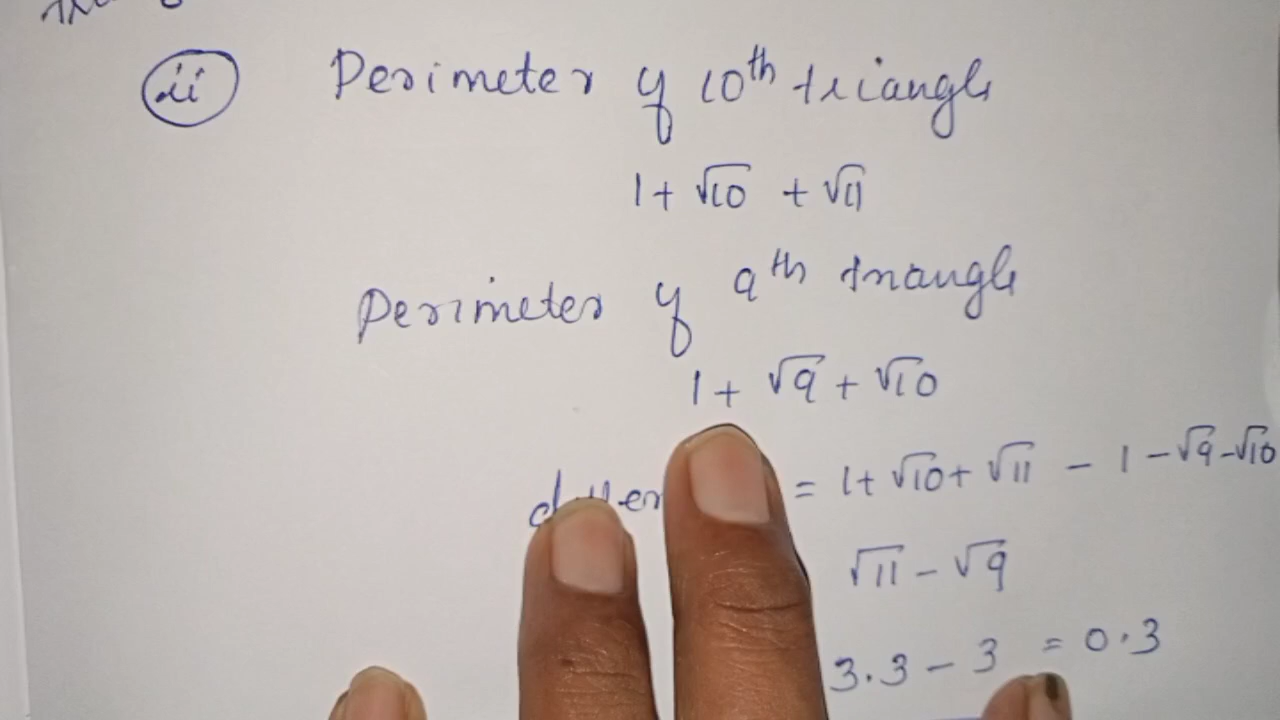 ii Perimeter of 10th triangle
1 + √10 + √11
Perimeter of 9th triangle
1 + √9 + √10
= 1 + √10 + √11 - 1 - √9 - √10
√11 - √9
3.3 - 3 = 0.3